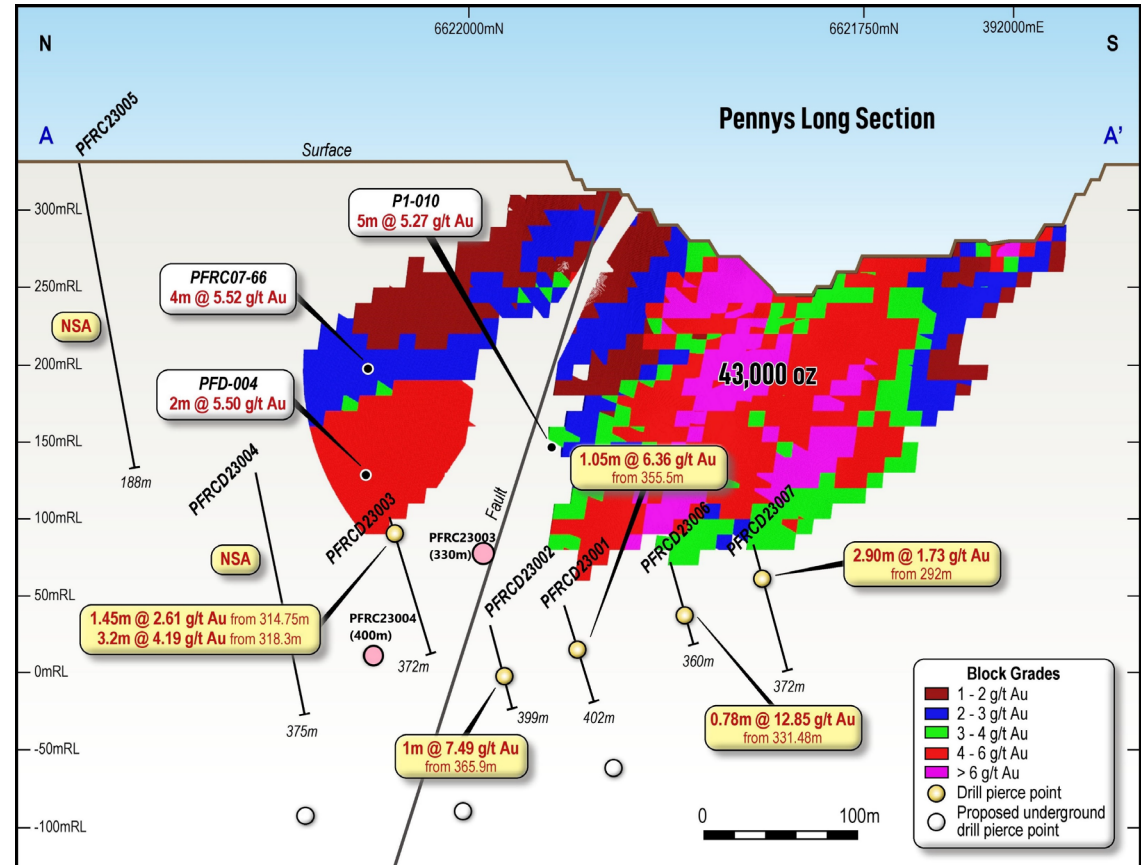 6622000mN
6621750mN
392000mE
N
S
PFRC23005
Pennys Long Section
A
A'
Surface
P1-010
5m @ 5.27 g/t Au
300mRL
PFRC07-66
4m @ 5.52 g/t Au
250mRL
NSA
200mRL
43,000 oz
PFD-004
2m @ 5.50 g/t Au
150mRL
1.05m @ 6.36 g/t Au
from 355.5m
188m
PFRCD23004
100mRL
PFRCD23003
Fault
PFRC23003
(330m)
PFRCD23002
PFRCD23001
PFRCD23006
PFRCD23007
NSA
2.90m @ 1.73 g/t Au
from 292m
50mRL
1.45m @ 2.61 g/t Au from 314.75m
3.2m @ 4.19 g/t Au from 318.3m
PFRC23004
(400m)
372m
360m
0mRL
372m
375m
399m
402m
0.78m @ 12.85 g/t Au
from 331.48m
1m @ 7.49 g/t Au
from 365.9m
-50mRL
-100mRL
0
100m
Block Grades
1 - 2 g/t Au
2 - 3 g/t Au
3 - 4 g/t Au
4 - 6 g/t Au
> 6 g/t Au
Drill pierce point
Proposed underground
drill pierce point